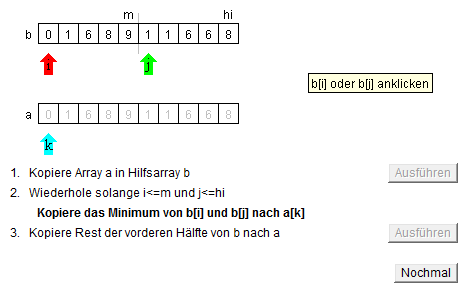 m hi
b 0 1 6 8 9 1 1 6 6 8
i j
b[i] oder b[j] anklicken
a 0 1 6 8 9 1 1 6 6 8
k
1. Kopiere Array a in Hilfsarray b Ausführen
2. Wiederhole solange i<=m und j<=hi
Kopiere das Minimum von b[i] und b[j] nach a[k]
3. Kopiere Rest der vorderen Hälfte von b nach a Ausführen
Nochmal